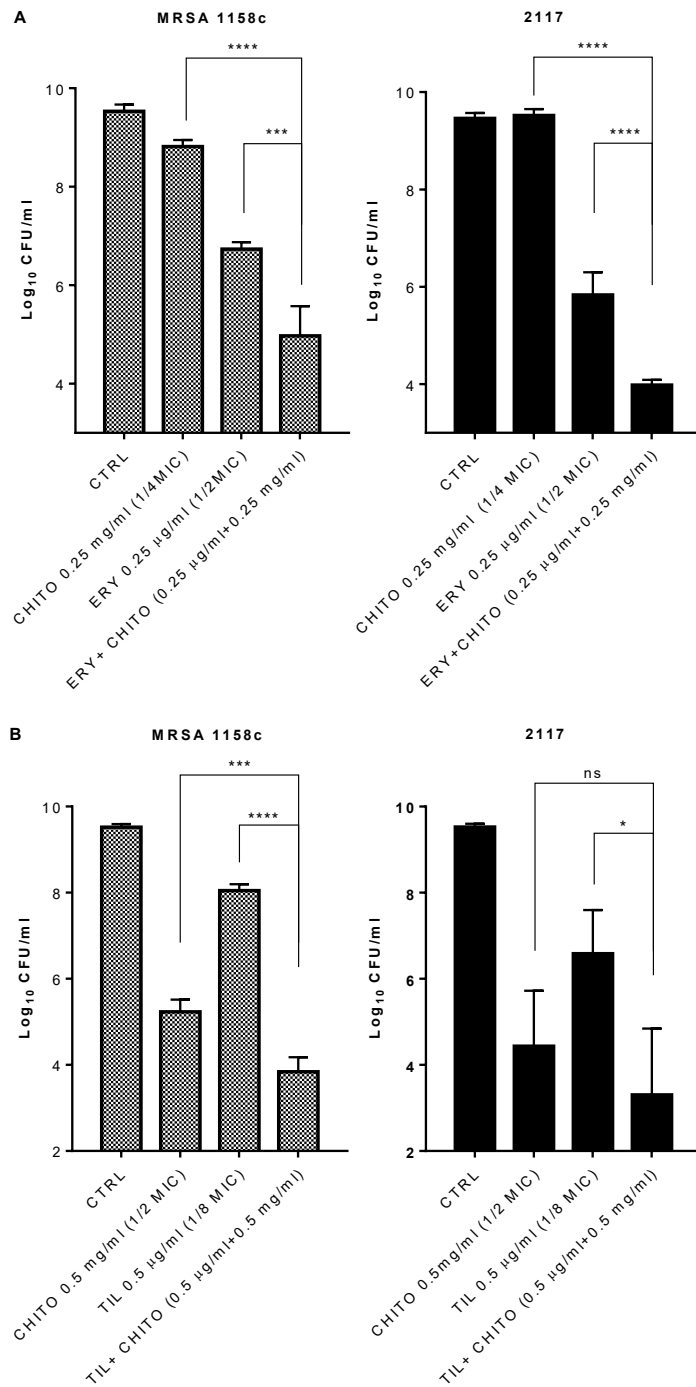 A
MRSA 1158c
2117
****
***
****
****
Log10 CFU/ml
10
8
6
4
Log10 CFU/ml
10
8
6
4
CTRL
CHITO 0.25 mg/ml (1/4MIC)
ERY 0.25 µg/ml (1/2MIC)
ERY+ CHITO (0.25 µg/ml+0.25 mg/ml)
CTRL
CHITO 0.25 mg/ml (1/4 MIC)
ERY 0.25 µg/ml (1/2 MIC)
ERY+CHITO (0.25 µg/ml+0.25 mg/ml)
B
MRSA 1158c
2117
***
****
ns
*
Log10 CFU/ml
10
8
6
4
2
Log10 CFU/ml
10
8
6
4
2
CTRL
CHITO 0.5 mg/ml (1/2 MIC)
TIL 0.5 µg/ml (1/8 MIC)
TIL+ CHITO (0.5 µg/ml+0.5 mg/ml)
CTRL
CHITO 0.5mg/ml (1/2 MIC)
TIL 0.5 µg/ml (1/8 MIC)
TIL+ CHITO (0.5 µg/ml+0.5 mg/ml)